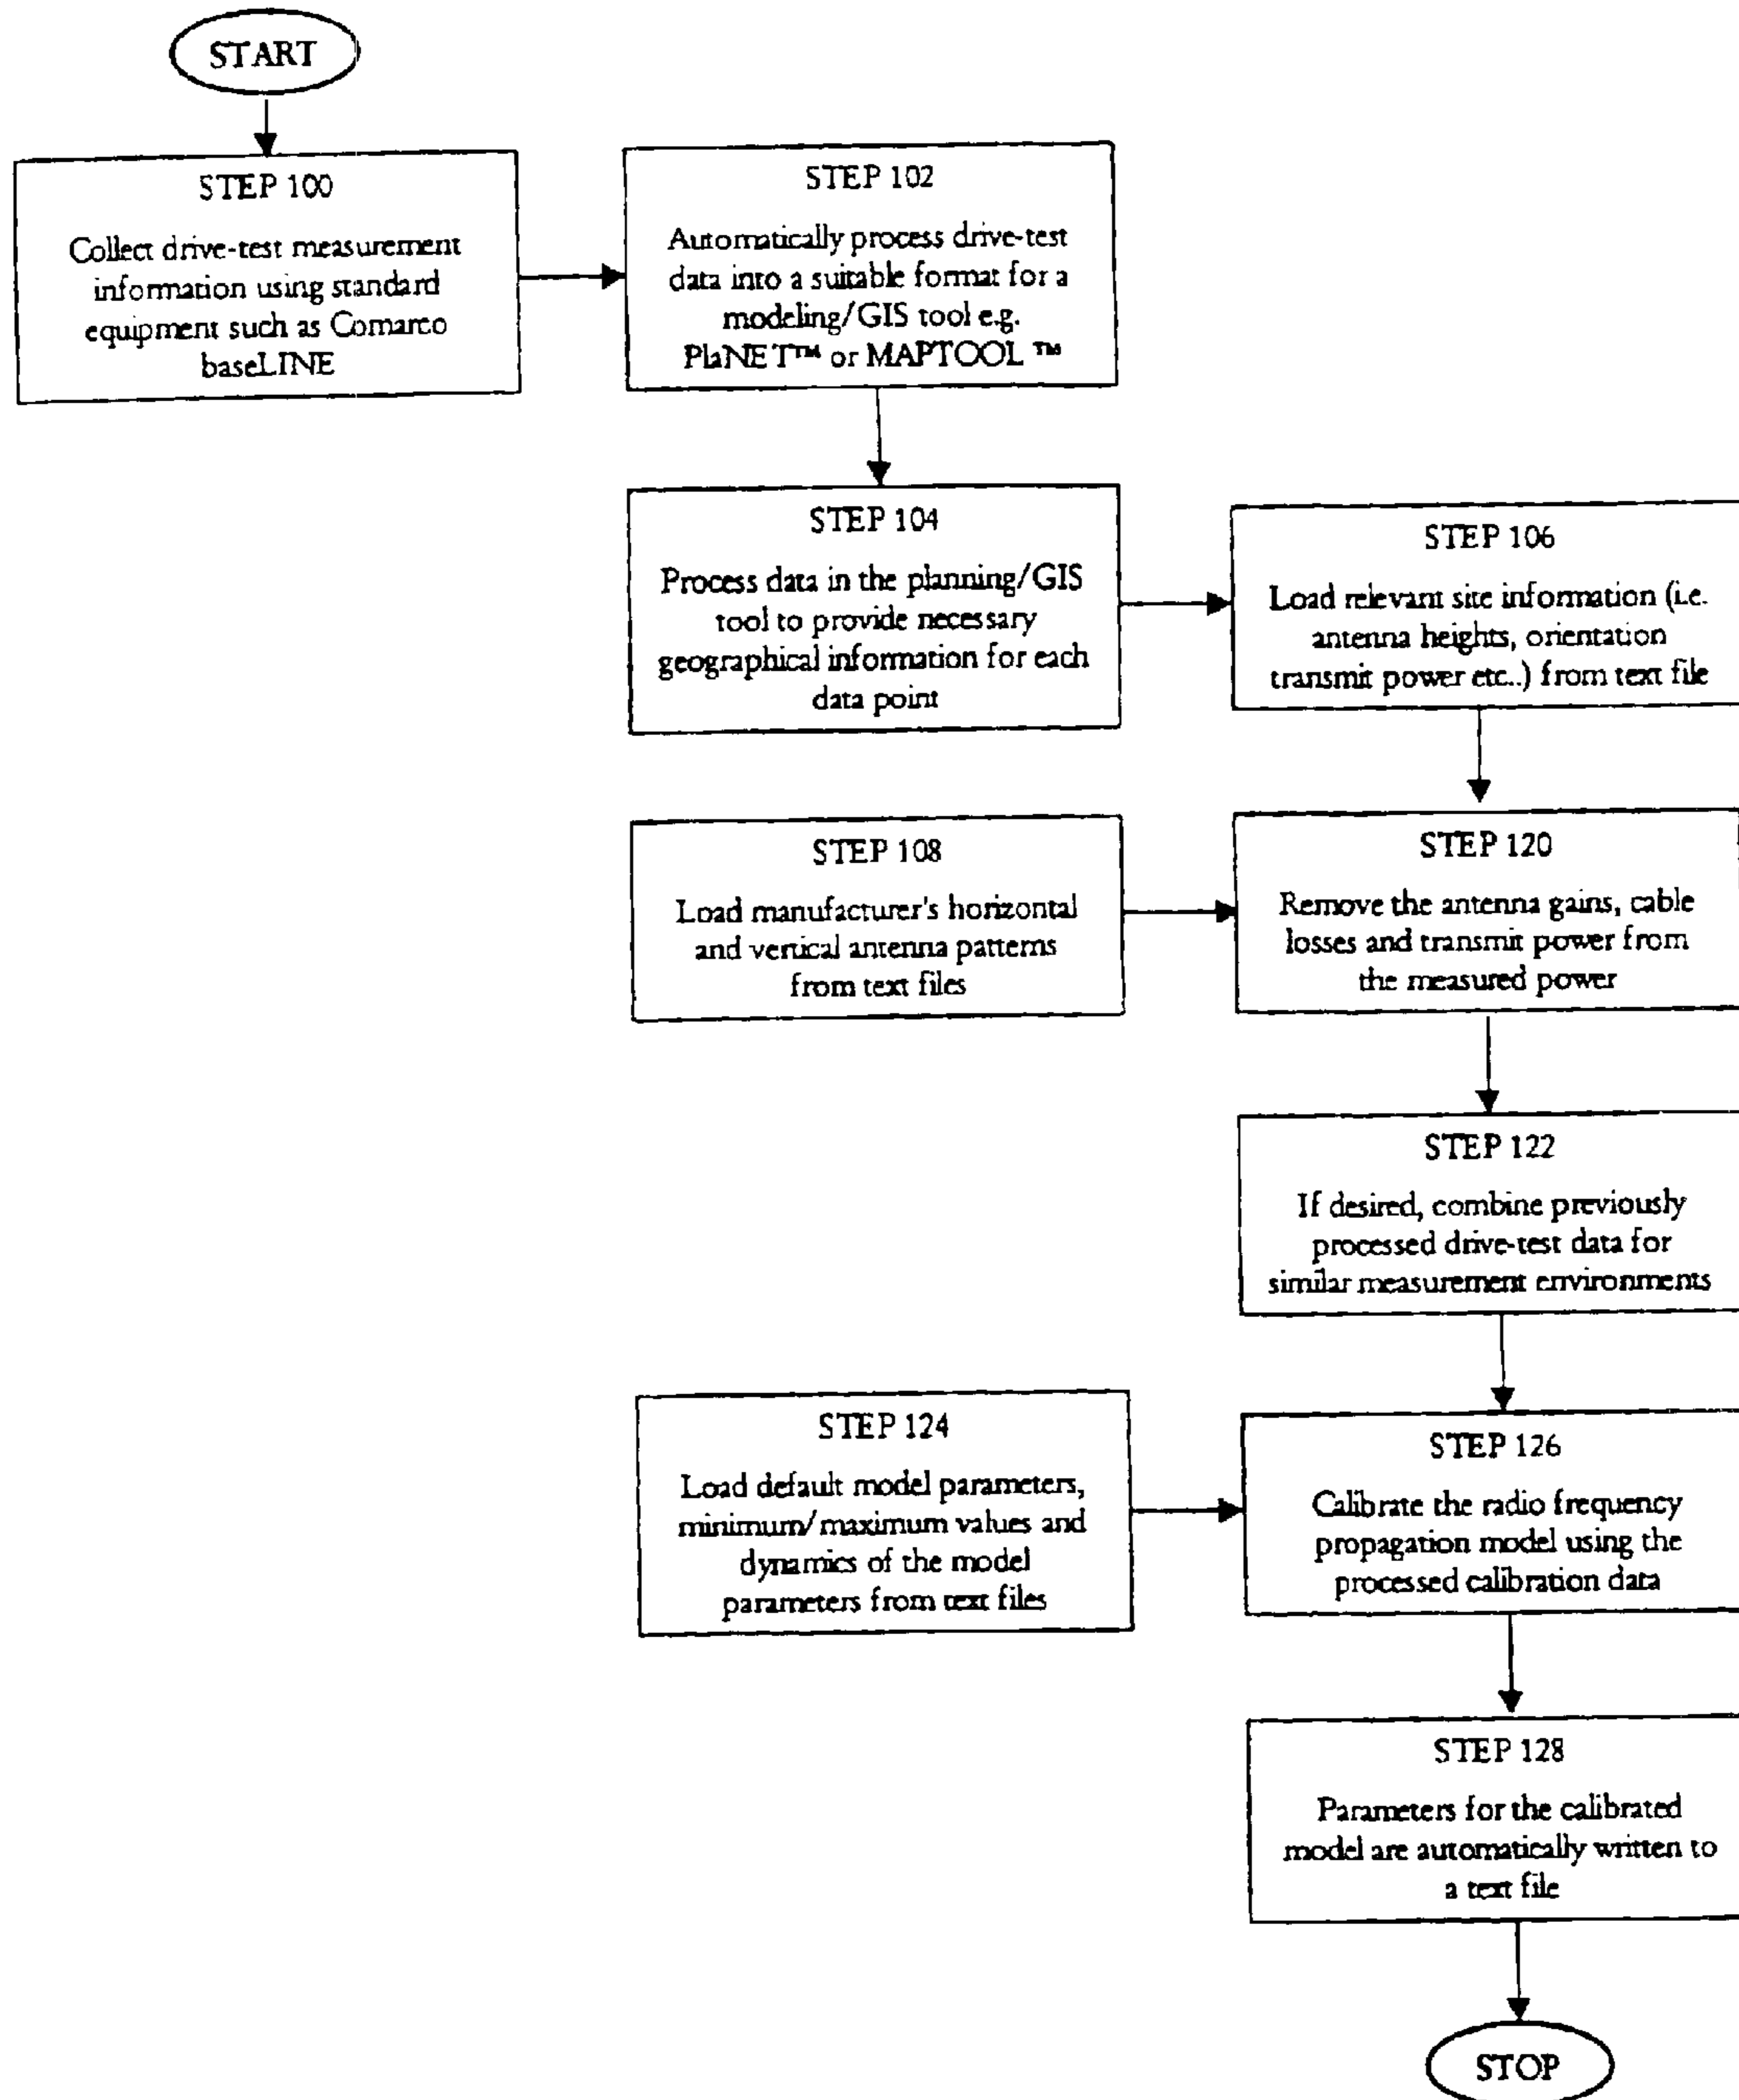 START
STEP 100
Collect drive-test measurement
information using standard
equipment such as Comarco
baseLINE
STEP 102
Automatically process drive-test
data into a suitable format for a
modeling/GIS tool e.g.
PlaNET™ or MAPTOOL ™
STEP 104
Process data in the planning/GIS
tool to provide necessary
geographical information for each
data point
STEP 106
Load relevant site information (i.e.
antenna heights, orientation
transmit power etc..) from text file
STEP 108
Load manufacturer's horizontal
and vertical antenna patterns
from text files
STEP 120
Remove the antenna gains, cable
losses and transmit power from
the measured power
STEP 122
If desired, combine previously
processed drive-test data for
similar measurement environments
STEP 124
Load default model parameters,
minimum/maximum values and
dynamics of the model
parameters from text files
STEP 126
Calibrate the radio frequency
propagation model using the
processed calibration data
STEP 128
Parameters for the calibrated
model are automatically written to
a text file
STOP